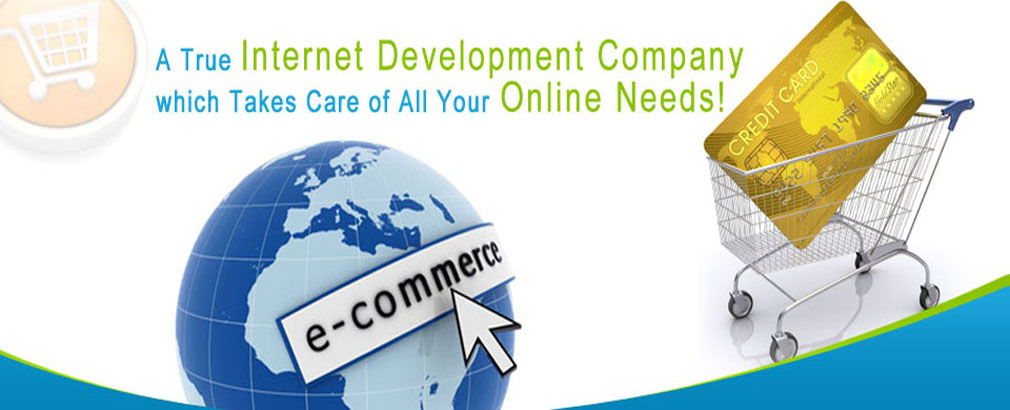 A True Internet Development Company
which Takes Care of All Your Online Needs!
CREDIT CARD
e-commerce